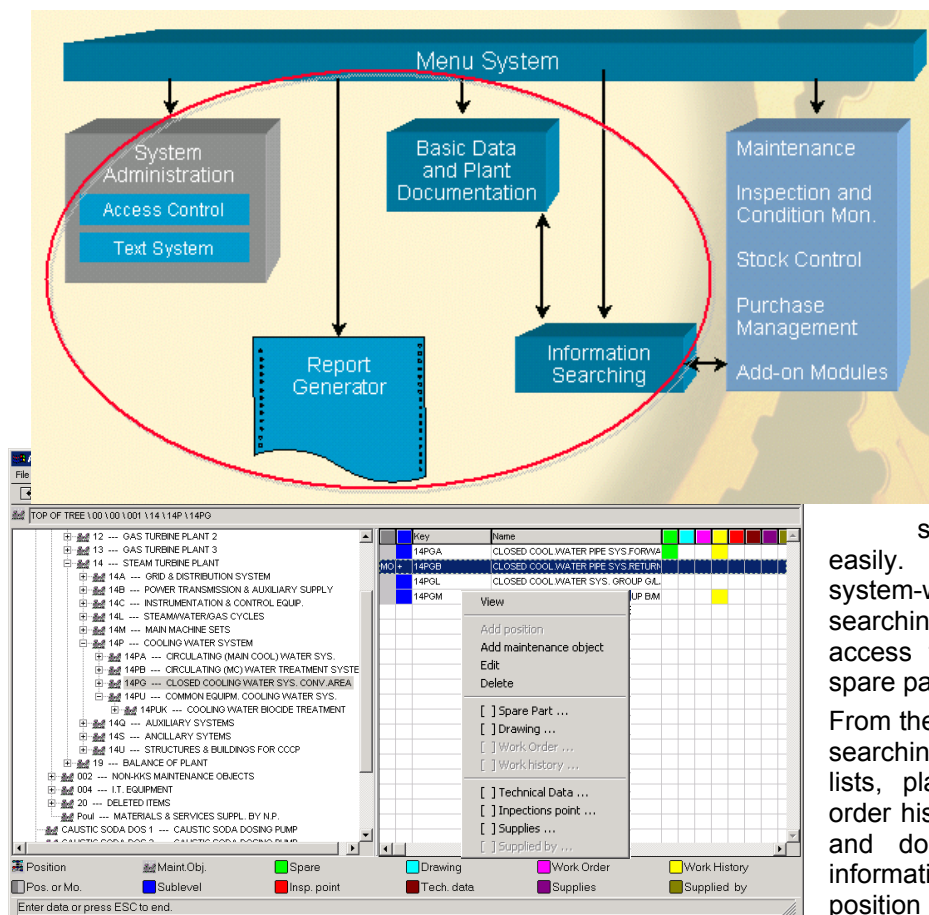 Menu System
System
Administration
Access Control
Text System
Basic Data
and Plant
Documentation
Report
Generator
Information
Searching
Maintenance
Inspection and
Condition Mon.
Stock Control
Purchase
Management
Add-on Modules
File
TOP OF TREE \ 00 \ 00 \ 001 \ 14 \ 14P \ 14PG
12 --- GAS TURBINE PLANT 2
13 --- GAS TURBINE PLANT 3
14 --- STEAM TURBINE PLANT
14A --- GRID & DISTRIBUTION SYSTEM
14B --- POWER TRANSMISSION & AUXILIARY SUPPLY
14C --- INSTRUMENTATION & CONTROL EQUIP.
14L --- STEAM/WATER/GAS CYCLES
14M --- MAIN MACHINE SETS
14P --- COOLING WATER SYSTEM
14PA --- CIRCULATING (MAIN COOL) WATER SYS.
14PB --- CIRCULATING (MC) WATER TREATMENT SYSTE
14PG --- CLOSED COOLING WATER SYS. CONV.AREA
14PU --- COMMON EQUIPM. COOLING WATER SYS.
14PUK --- COOLING WATER BIOCIDE TREATMENT
14Q --- AUXILIARY SYSTEMS
14S --- ANCILLARY SYTEMS
14U --- STRUCTURES & BUILDINGS FOR CCCP
19 --- BALANCE OF PLANT
002 --- NON-KKS MAINTENANCE OBJECTS
004 --- I.T. EQUIPMENT
20 --- DELETED ITEMS
Poul --- MATERIALS & SERVICES SUPPL. BY N.P.
CAUSTIC SODA DOS 1 --- CAUSTIC SODA DOSING PUMP
CAUSTIC SODA DOS 2 --- CAUSTIC SODA DOSING PUMP
Key Name
14PGA CLOSED COOL.WATER PIPE SYS.FORWA
MO + 14PGB CLOSED COOL.WATER PIPE SYS.RETURN
14PGL CLOSED COOL.WATER SYS. GROUP G/L.
14PGM UP B/M
View
Add position
Add maintenance object
Edit
Delete
[ ] Spare Part ...
[ ] Drawing ...
[ ] Work Order ...
[ ] Work history ...
[ ] Technical Data ...
[ ] Inpections point ...
[ ] Supplies ...
[ ] Supplied by ...
Position Maint.Obj. Spare Drawing Work Order Work History
Pos. or Mo. Sublevel Insp. point Tech. data Supplies Supplied by
Enter data or press ESC to end.
s
easily.
system-w
searchin
access
spare pa
From the
searchin
lists, pla
order his
and do
informati
position